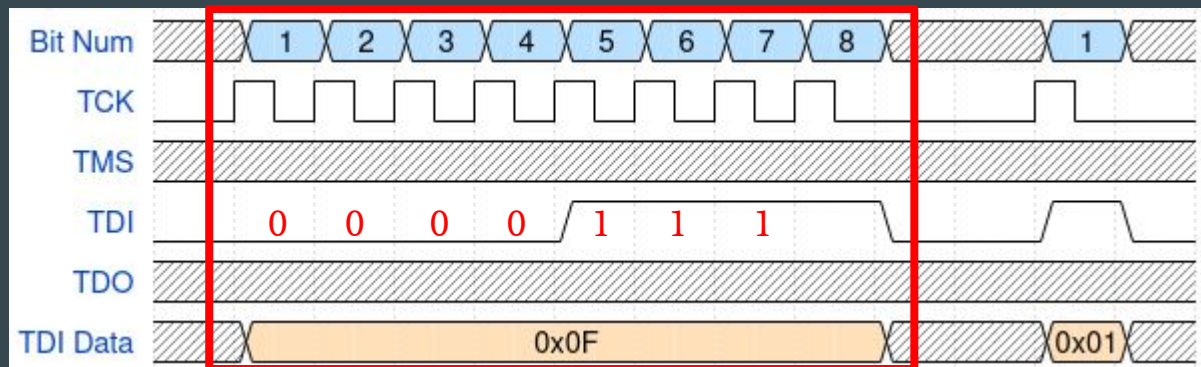 Bit Num 1 2 3 4 5 6 7 8 1
TCK
TMS
TDI 0 0 0 0 1 1 1
TDO
TDI Data 0x0F 0x01